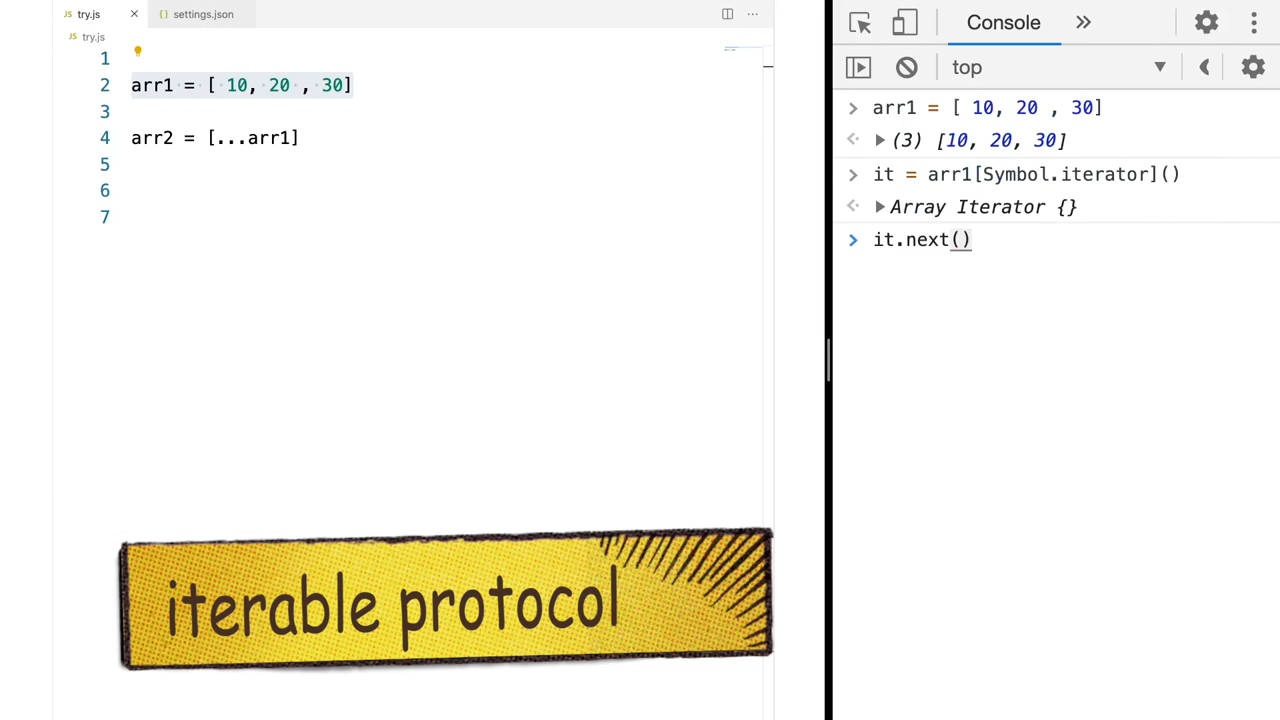 JS try.js × {} settings.json ...
JS try.js
1
2 arr1 = [ 10, 20 , 30]
3
4 arr2 = [...arr1]
5
6
7
iterable protocol
Console »
top ▼
> arr1 = [ 10, 20 , 30]
<· ▶ (3) [10, 20, 30]
> it = arr1[Symbol.iterator]()
<· ▶ Array Iterator {}
> it.next()